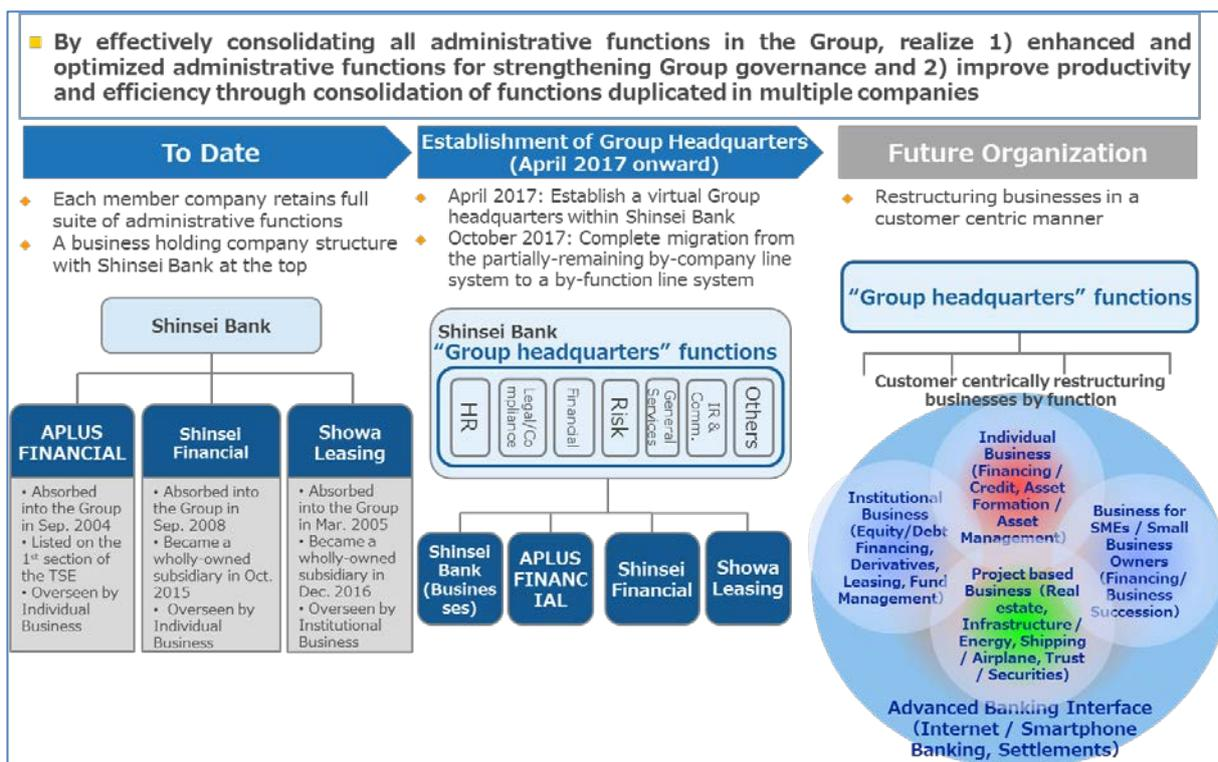 By effectively consolidating all administrative functions in the Group, realize 1) enhanced and
optimized administrative functions for strengthening Group governance and 2) improve productivity
and efficiency through consolidation of functions duplicated in multiple companies
To Date
Each member company retains full
suite of administrative functions
A business holding company structure
with Shinsei Bank at the top
Shinsei Bank
APLUS
FINANCIAL
• Absorbed
into the Group
in Sep. 2004
• Listed on the
1st section of
the TSE
• Overseen by
Individual
Business
Shinsei
Financial
• Absorbed into
the Group in
Sep. 2008
• Became a
wholly-owned
subsidiary in Oct.
2015
• Overseen by
Individual
Business
Showa
Leasing
• Absorbed
into the Group
in Mar. 2005
• Became a
wholly-owned
subsidiary in
Dec. 2016
• Overseen by
Institutional
Business
Establishment of Group Headquarters
(April 2017 onward)
April 2017: Establish a virtual Group
headquarters within Shinsei Bank
October 2017: Complete migration from
the partially-remaining by-company line
system to a by-function line system
Shinsei Bank
“Group headquarters” functions
HR
Legal/Co
mpliance
Financial
Risk
General
Services
IR &
Comm.
Others
Shinsei
Bank
(Busines
ses)
APLUS
FINANC
IAL
Shinsei
Financial
Showa
Leasing
Future Organization
Restructuring businesses in a
customer centric manner
“Group headquarters” functions
Customer centrically restructuring
businesses by function
Individual
Business
(Financing /
Credit, Asset
Formation /
Asset
Management)
Institutional
Business
(Equity/Debt
Financing,
Derivatives,
Leasing, Fund
Management)
Business for
SMEs / Small
Business
Owners
(Financing/
Business
Succession)
Project based
Business (Real
estate,
Infrastructure /
Energy, Shipping
/ Airplane, Trust
/ Securities)
Advanced Banking Interface
(Internet / Smartphone
Banking, Settlements)